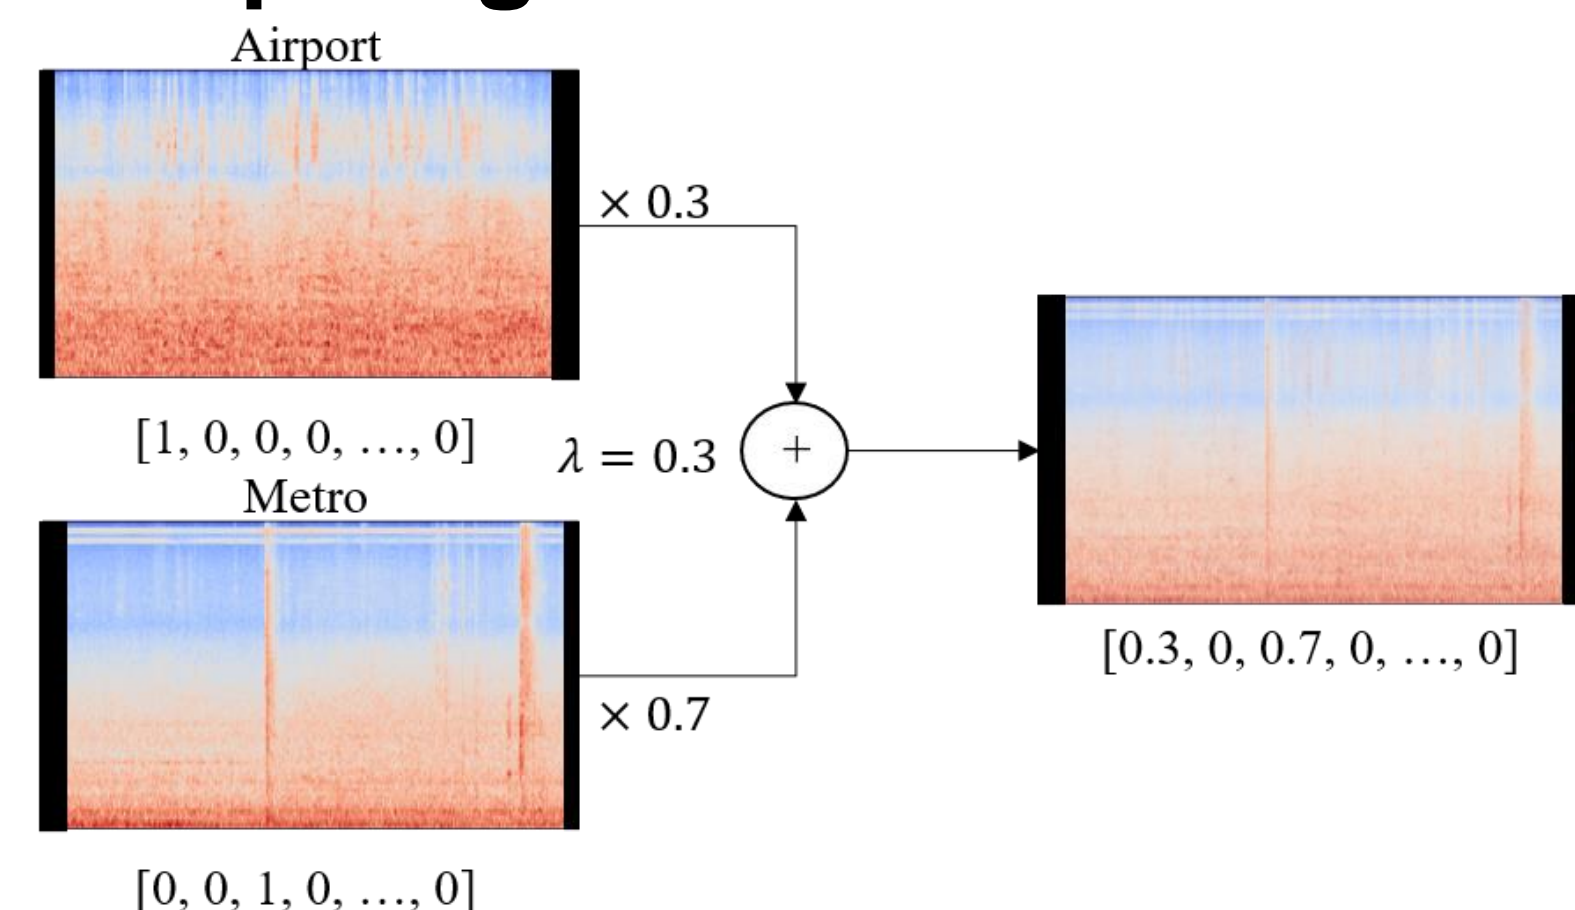 Airport
× 0.3
[1, 0, 0, 0, …, 0]
λ = 0.3
+
Metro
× 0.7
[0, 0, 1, 0, …, 0]
[0.3, 0, 0.7, 0, …, 0]